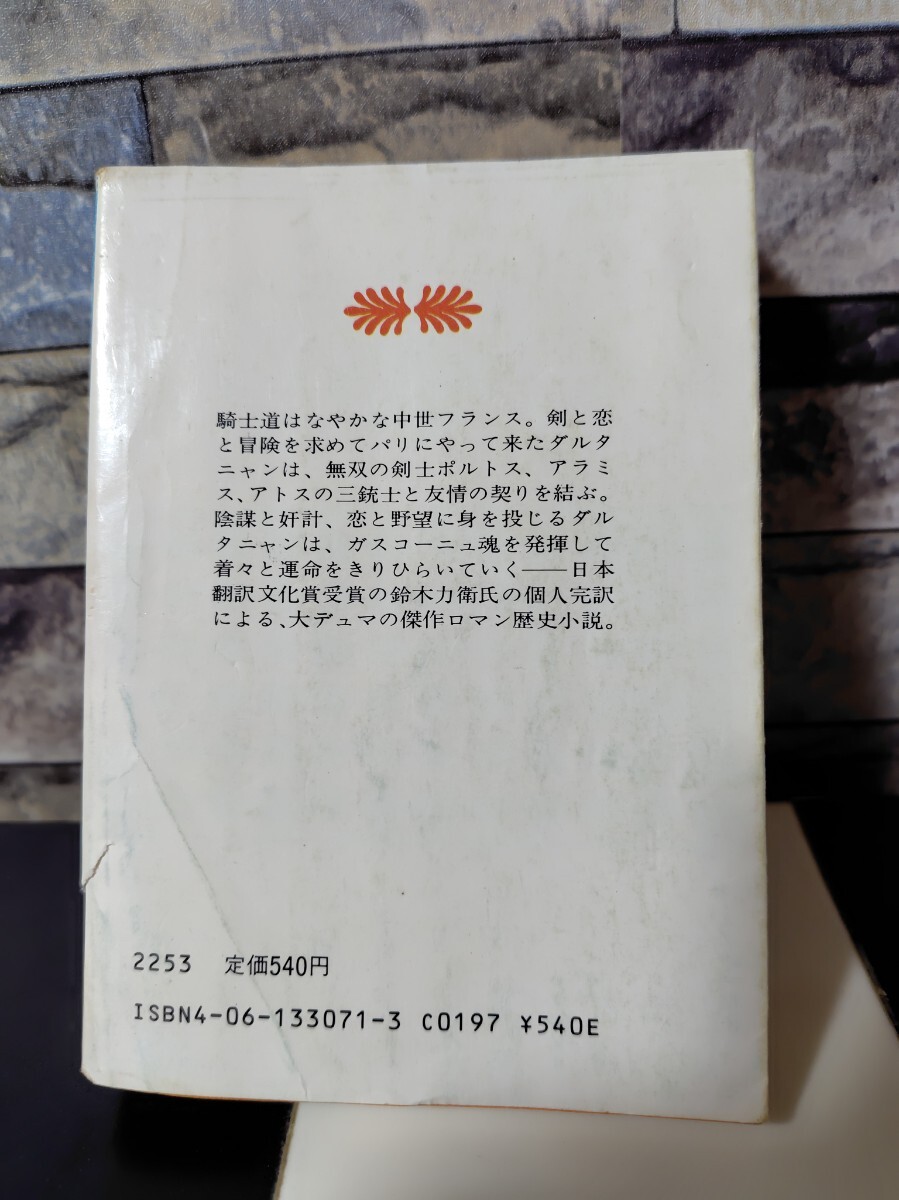 騎士道はなやかな中世フランス。剣と恋
と冒険を求めてパリにやって来たダルタ
ニャンは、無双の剣士ポルトス、アラミ
ス、アトスの三銃士と友情の契りを結ぶ。
陰謀と奸計、恋と野望に身を投じるダル
タニャンは、ガスコーニュ魂を発揮して
着々と運命をきりひらいていく――日本
翻訳文化賞受賞の鈴木力衛氏の個人完訳
による、大デュマの傑作ロマン歴史小説。
2253 定価540円
ISBN4-06-133071-3 C0197 ¥540E